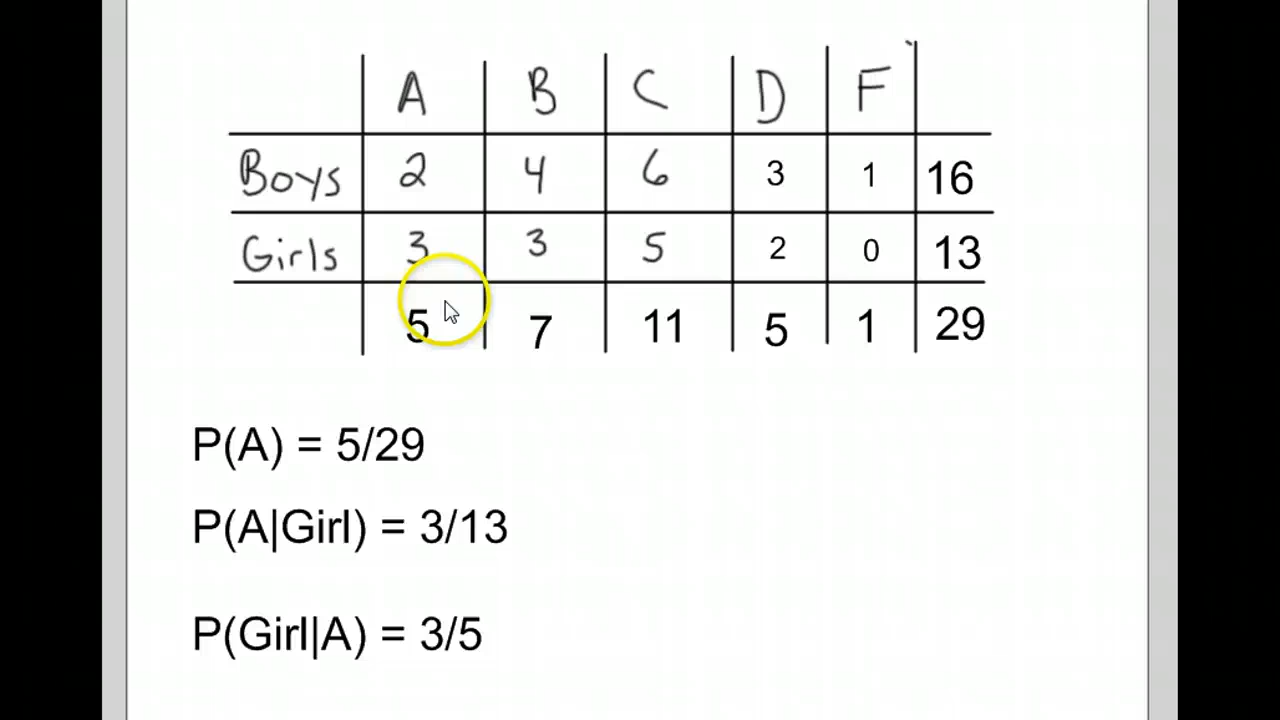 A B C D F
Boys 2 4 6 3 1 16
Girls 3 3 5 2 0 13
5 7 11 5 1 29
P(A) = 5/29
P(A|Girl) = 3/13
P(Girl|A) = 3/5